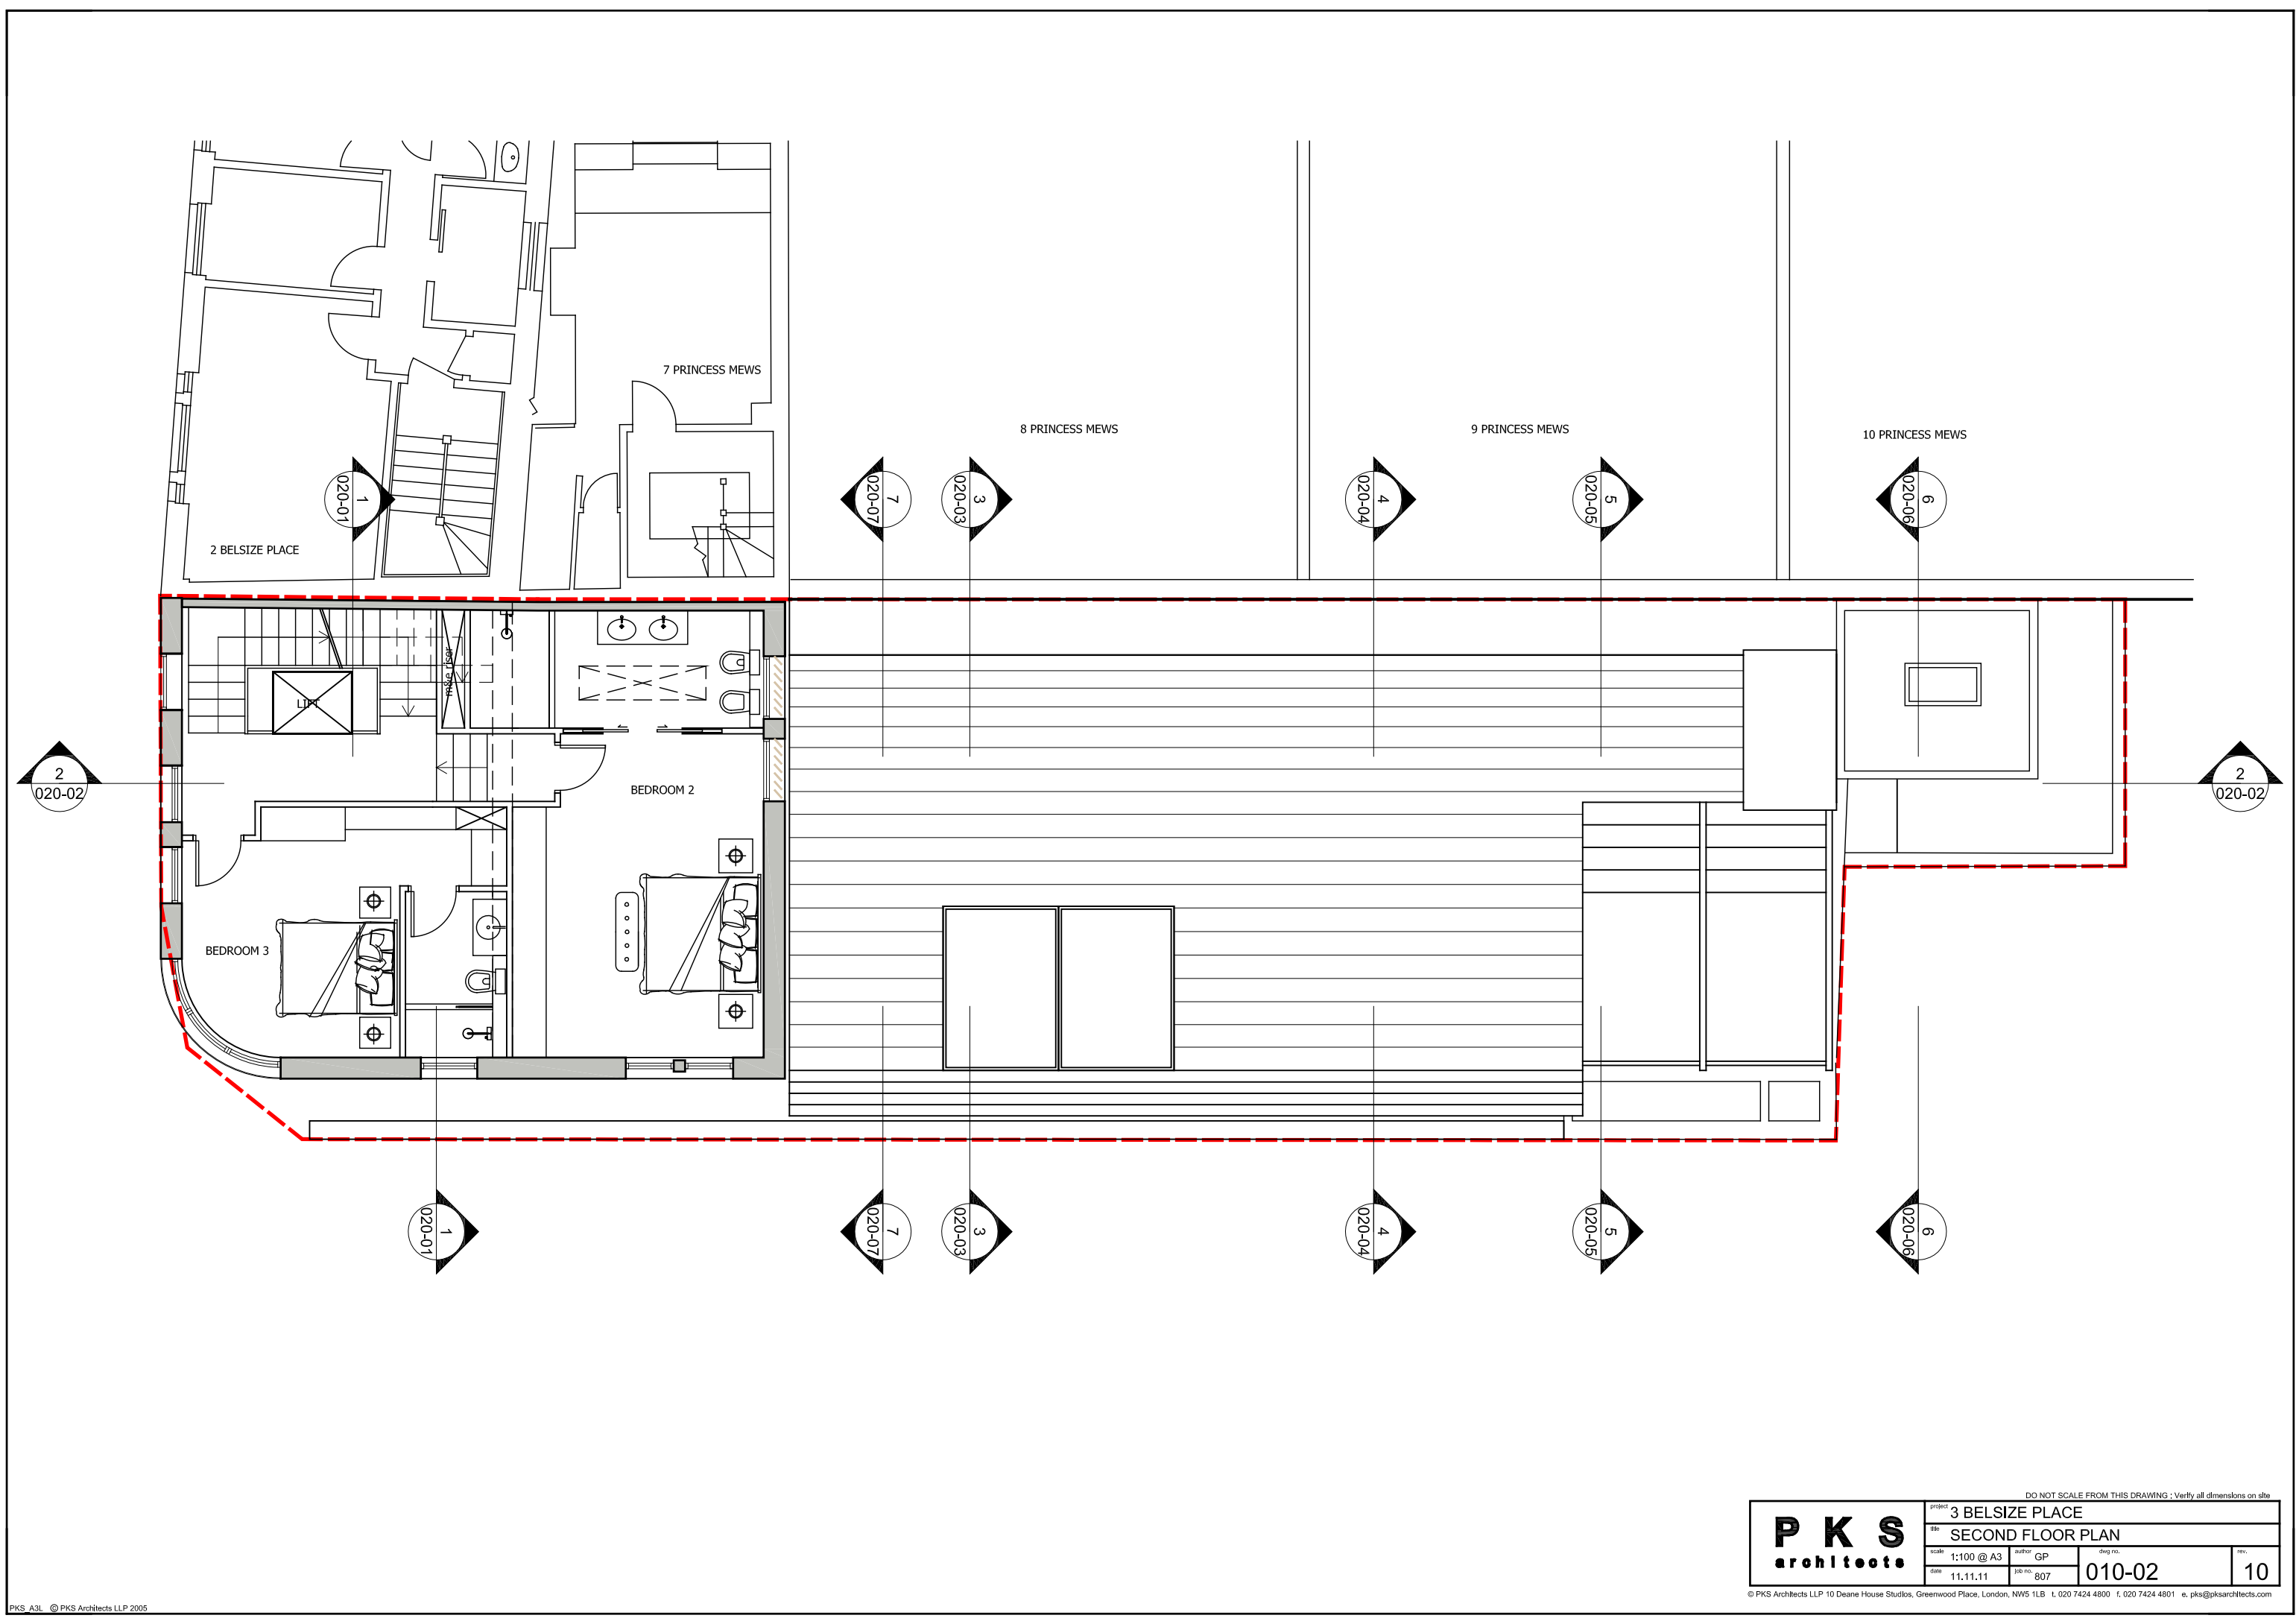 7 PRINCESS MEWS
8 PRINCESS MEWS
9 PRINCESS MEWS
10 PRINCESS MEWS
1
020-01
7
020-07
3
020-03
4
020-04
5
020-05
6
020-06
2 BELSIZE PLACE
m&e riser
LIFT
2
020-02
BEDROOM 2
2
020-02
BEDROOM 3
1
020-01
7
020-07
3
020-03
4
020-04
5
020-05
6
020-06
DO NOT SCALE FROM THIS DRAWING ; Verify all dimensions on site
PKS
architects
project 3 BELSIZE PLACE
title SECOND FLOOR PLAN
scale 1:100 @ A3 author GP dwg no. 010-02 rev. 10
date 11.11.11 job no. 807
© PKS Architects LLP 10 Deane House Studios, Greenwood Place, London, NW5 1LB t. 020 7424 4800 f. 020 7424 4801 e. pks@pksarchitects.com
PKS_A3L © PKS Architects LLP 2005